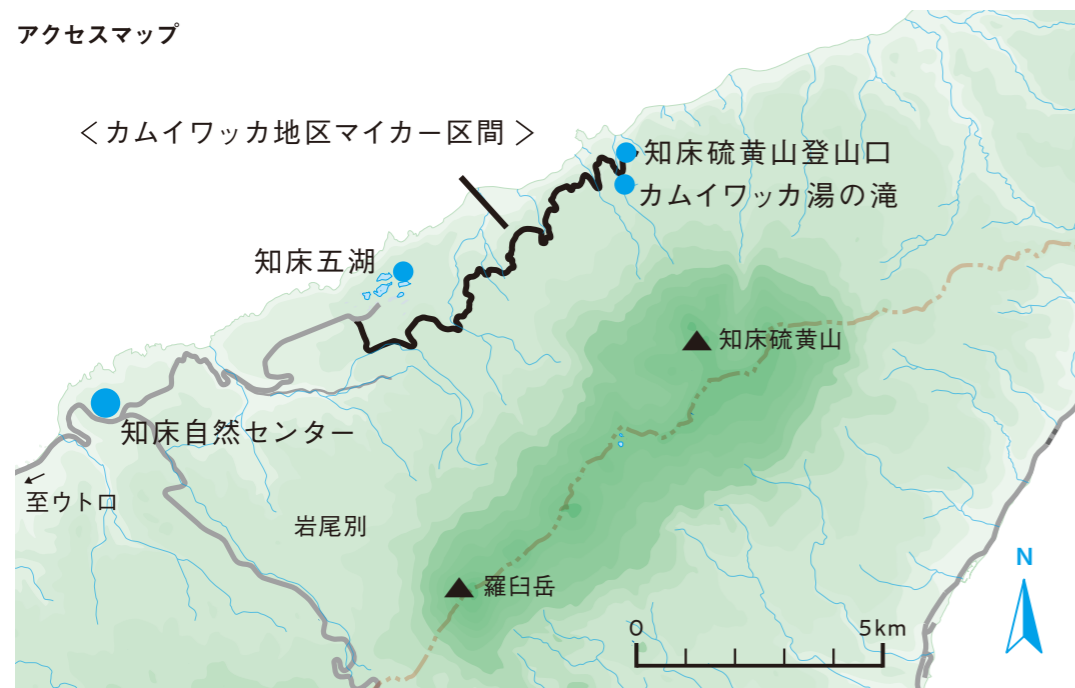 アクセスマップ
＜カムイワッカ地区マイカー区間＞
知床硫黄山登山口
カムイワッカ湯の滝
知床五湖
知床硫黄山
知床自然センター
至ウトロ
岩尾別
羅臼岳
N
0 5km